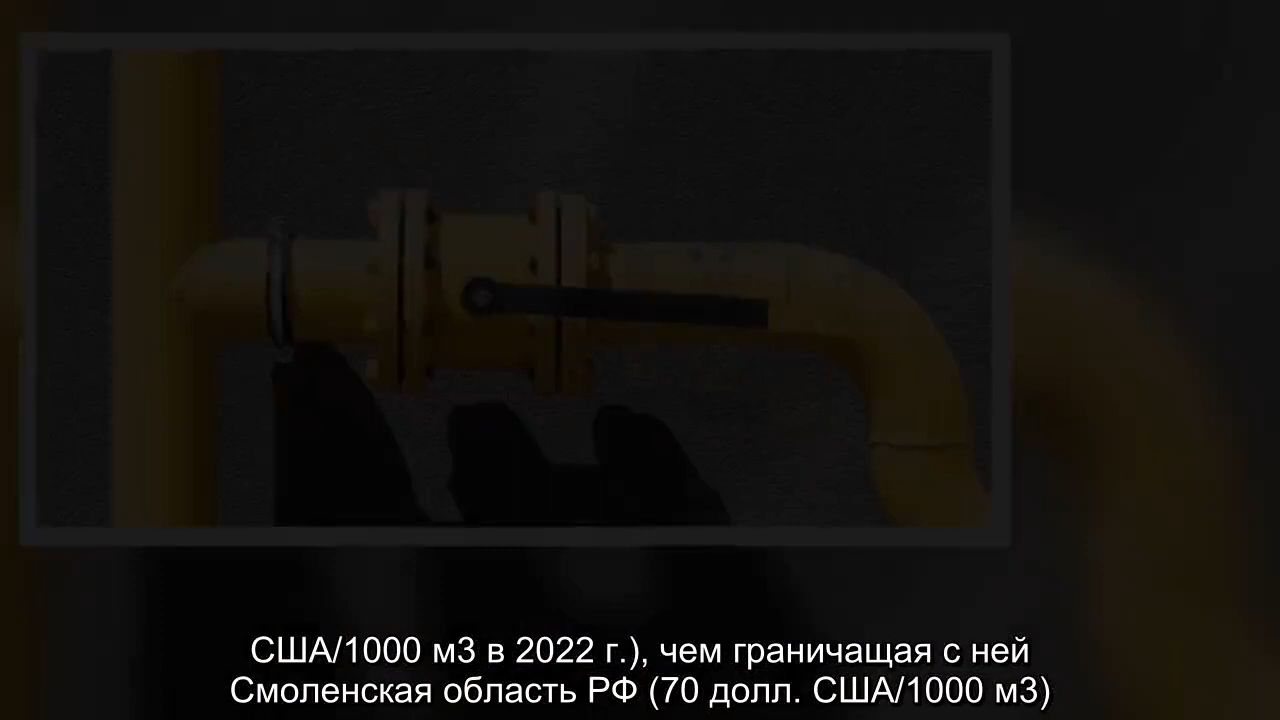 США/1000 м3 в 2022 г.), чем граничащая с ней
Смоленская область РФ (70 долл. США/1000 м3)